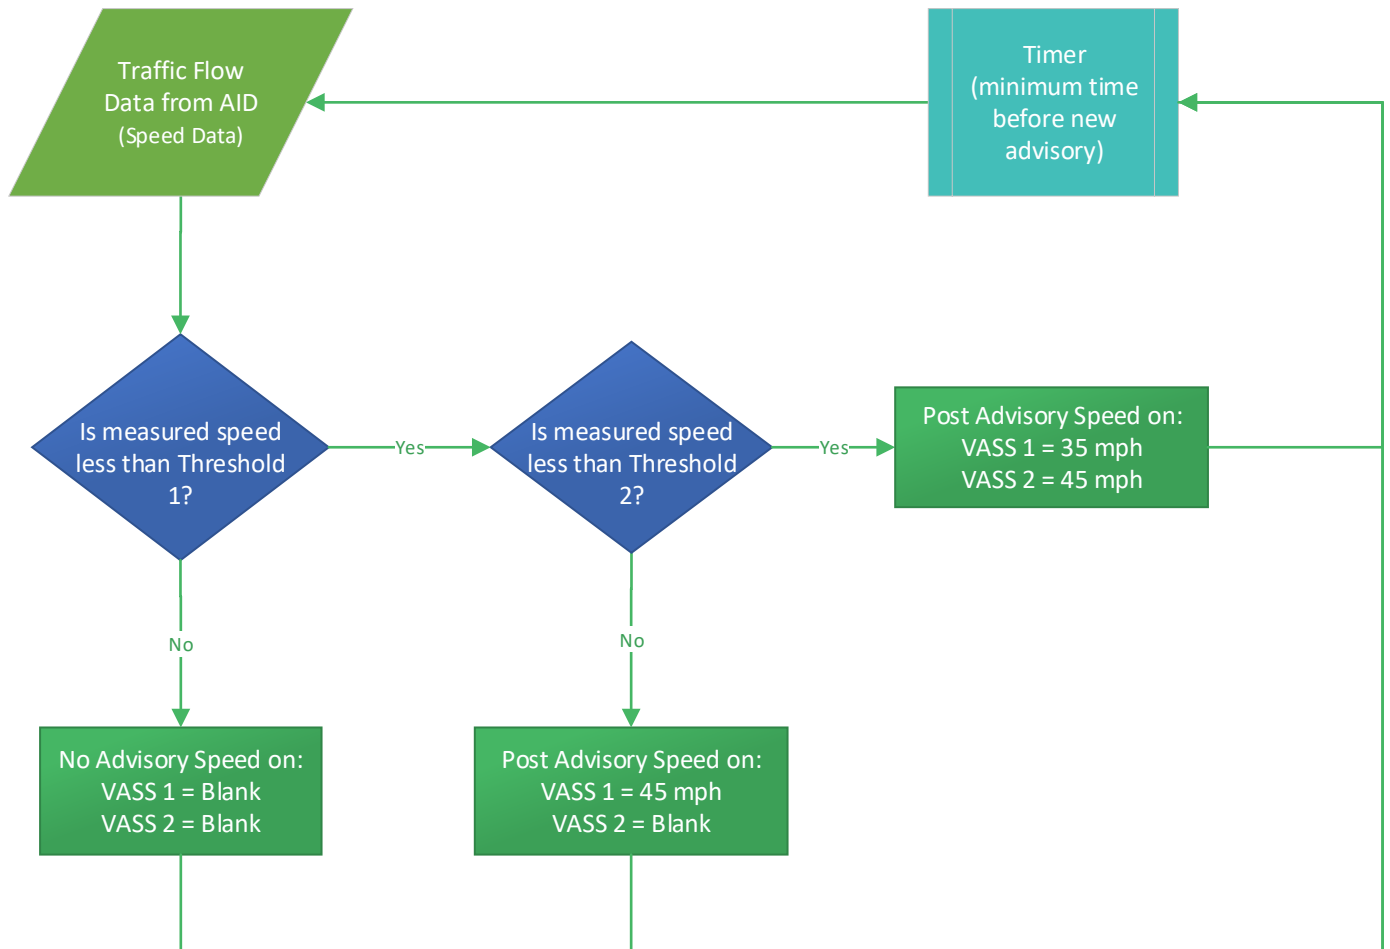 Traffic Flow
Data from AID
(Speed Data)
Timer
(minimum time
before new
advisory)
Is measured speed
less than Threshold
1?
Yes
Is measured speed
less than Threshold
2?
Yes
Post Advisory Speed on:
VASS 1 = 35 mph
VASS 2 = 45 mph
No
No
No Advisory Speed on:
VASS 1 = Blank
VASS 2 = Blank
Post Advisory Speed on:
VASS 1 = 45 mph
VASS 2 = Blank